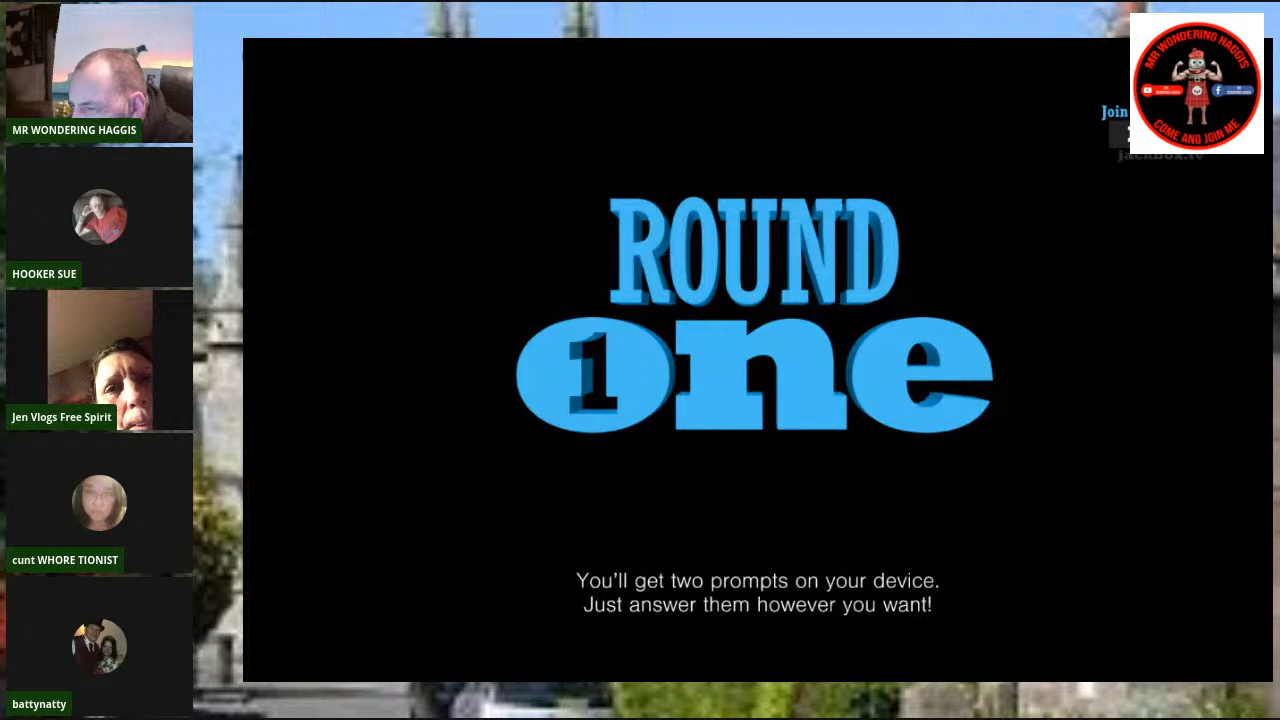 MR WONDERING HAGGIS
HOOKER SUE
Jen Vlogs Free Spirit
cunt WHORE TIONIST
battynatty
ROUND
one
1
You'll get two prompts on your device.
Just answer them however you want!
Join
jackbox.tv
MR WONDERING HAGGIS
COME AND JOIN ME